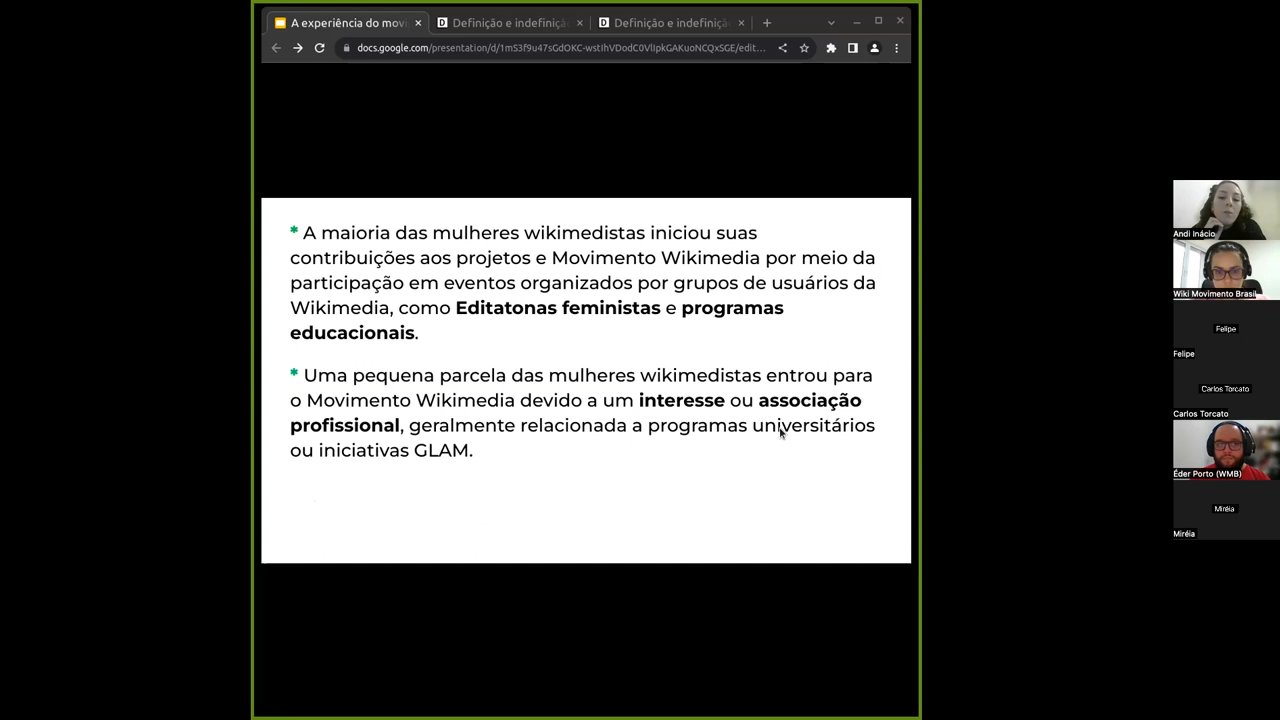 A experiência do movi
Definição e indefiniçã
Definição e indefiniçã
docs.google.com/presentation/d/1mS3f9u47sGdOKC-wstIhVDodC0VlIpkGAKuoNCQxSGE/edit...
* A maioria das mulheres wikimedistas iniciou suas
contribuições aos projetos e Movimento Wikimedia por meio da
participação em eventos organizados por grupos de usuários da
Wikimedia, como Editatonas feministas e programas
educacionais.
* Uma pequena parcela das mulheres wikimedistas entrou para
o Movimento Wikimedia devido a um interesse ou associação
profissional, geralmente relacionada a programas universitários
ou iniciativas GLAM.
Andi Inácio
Wiki Movimento Brasil
Felipe
Felipe
Carlos Torcato
Carlos Torcato
Éder Porto (WMB)
Miréia
Miréia